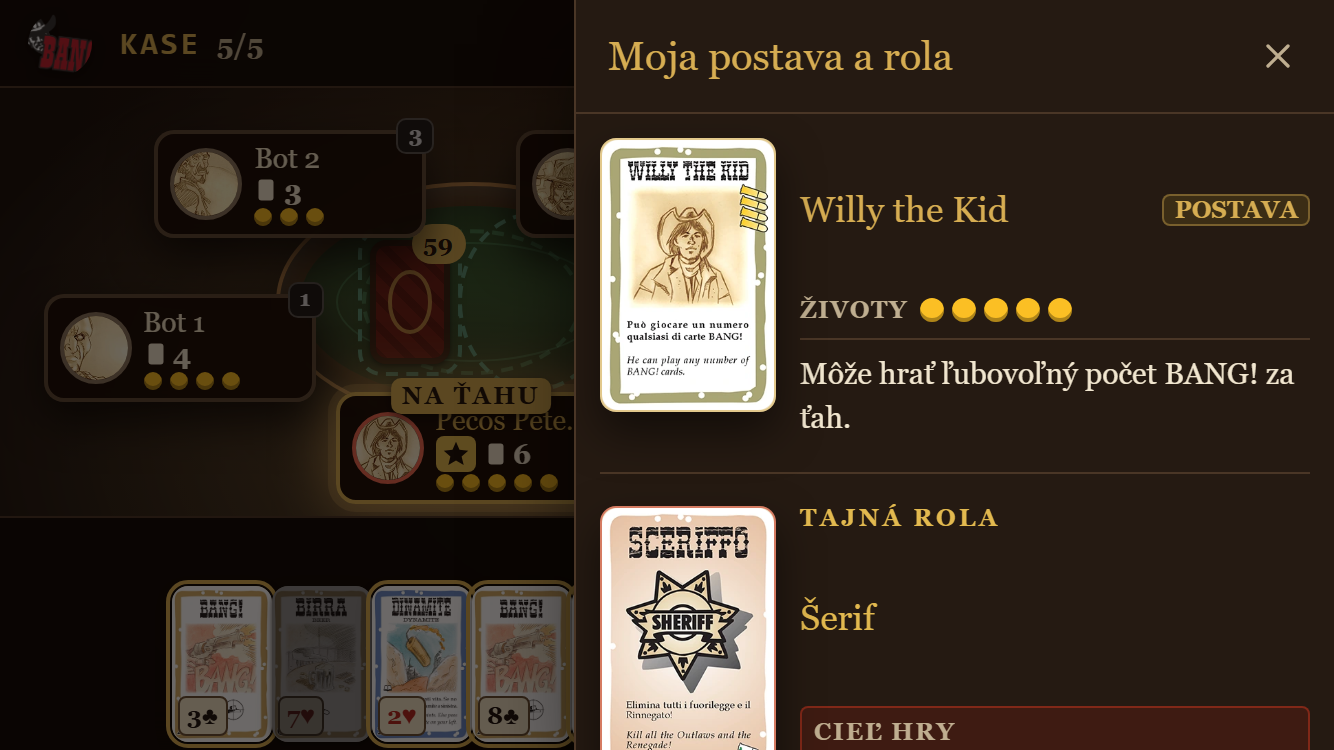 BANG!
KASE 5/5
Moja postava a rola
3
Bot 2
3
59
1
Bot 1
4
NA ŤAHU
Pecos Pete.
6
BANG!
3♣
BIRRA
BEER
7♥
DINAMITE
DYNAMITE
2♥
BANG!
8♣
WILLY THE KID
Può giocare un numero
qualsiasi di carte BANG!
He can play any number of
BANG! cards.
Willy the Kid
POSTAVA
ŽIVOTY
Môže hrať ľubovoľný počet BANG! za
ťah.
TAJNÁ ROLA
SCERIFFO
SHERIFF
Elimina tutti i fuorilegge e il
Rinnegato!
Kill all the Outlaws and the
Renegade!
Šerif
CIEĽ HRY